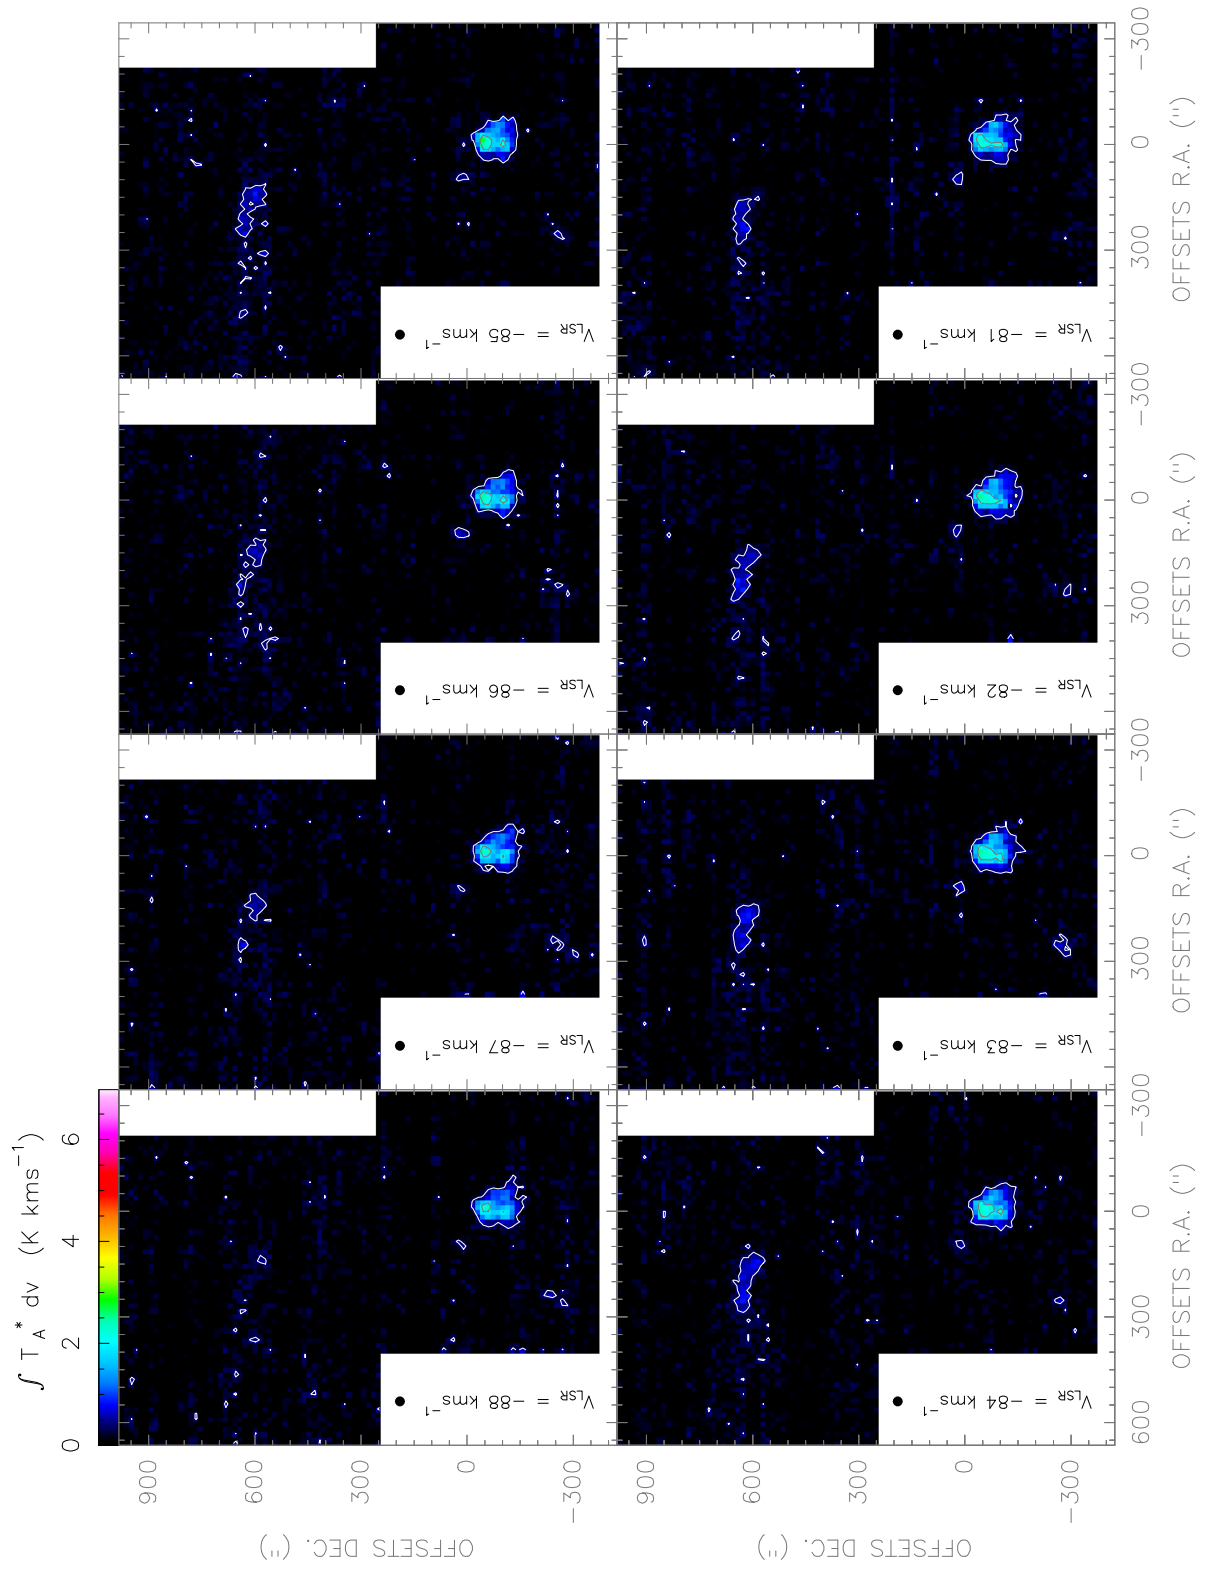 ∫ T_A* dv (K kms⁻¹)
0 2 4 6
V_LSR = −88 kms⁻¹
V_LSR = −87 kms⁻¹
V_LSR = −86 kms⁻¹
V_LSR = −85 kms⁻¹
900
600
300
0
−300
OFFSETS DEC. ('')
V_LSR = −84 kms⁻¹
V_LSR = −83 kms⁻¹
V_LSR = −82 kms⁻¹
V_LSR = −81 kms⁻¹
900
600
300
0
−300
OFFSETS DEC. ('')
600 300 0 −300
300 0 −300
300 0 −300
300 0 −300
OFFSETS R.A. ('')
OFFSETS R.A. ('')
OFFSETS R.A. ('')
OFFSETS R.A. ('')